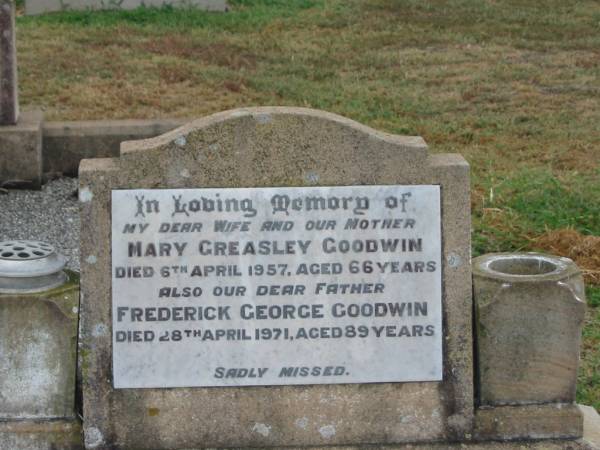 In Loving Memory of
MY DEAR WIFE AND OUR MOTHER
MARY GREASLEY GOODWIN
DIED 6TH APRIL 1957, AGED 66 YEARS
ALSO OUR DEAR FATHER
FREDERICK GEORGE GOODWIN
DIED 28TH APRIL 1971, AGED 89 YEARS
SADLY MISSED.